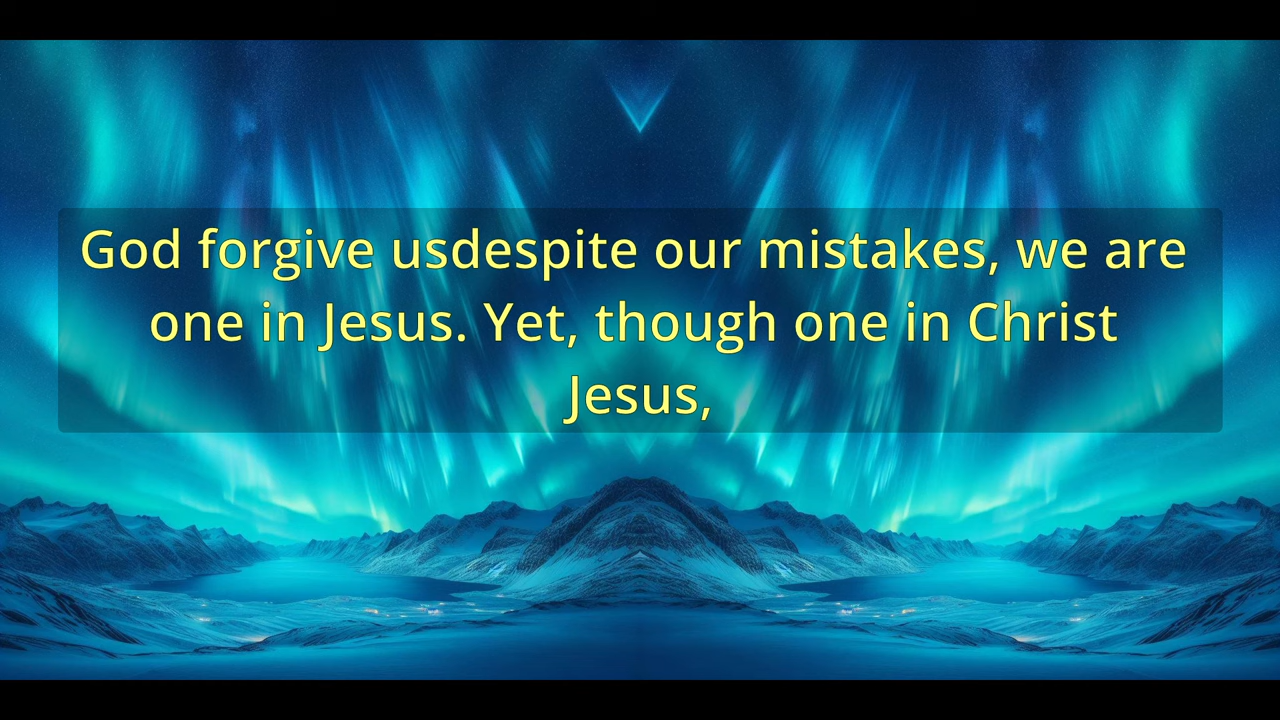 God forgive usdespite our mistakes, we are
one in Jesus. Yet, though one in Christ
Jesus,